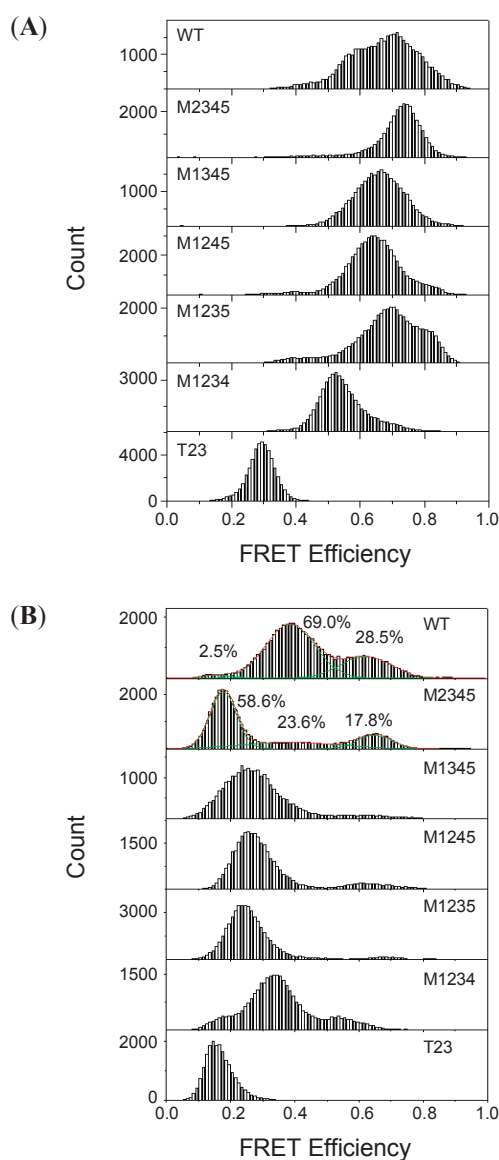 (A)
WT
1000
M2345
2000
M1345
1000
M1245
2000
M1235
2000
M1234
3000
T23
4000
0
0.0 0.2 0.4 0.6 0.8 1.0
Count
FRET Efficiency
(B)
2000
WT
2.5% 69.0% 28.5%
2000
M2345
58.6% 23.6% 17.8%
M1345
1000
M1245
1500
M1235
3000
M1234
1500
T23
2000
0
0.0 0.2 0.4 0.6 0.8 1.0
Count
FRET Efficiency